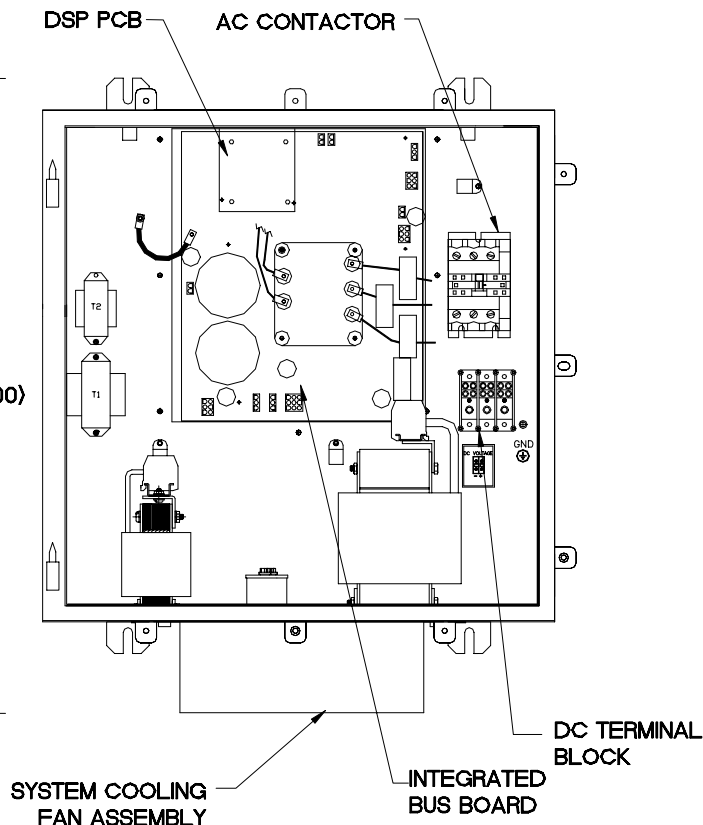 DSP PCB
AC CONTACTOR
T2
T1
00)
GND
DC VOLTAGE
DC TERMINAL
BLOCK
INTEGRATED
BUS BOARD
SYSTEM COOLING
FAN ASSEMBLY